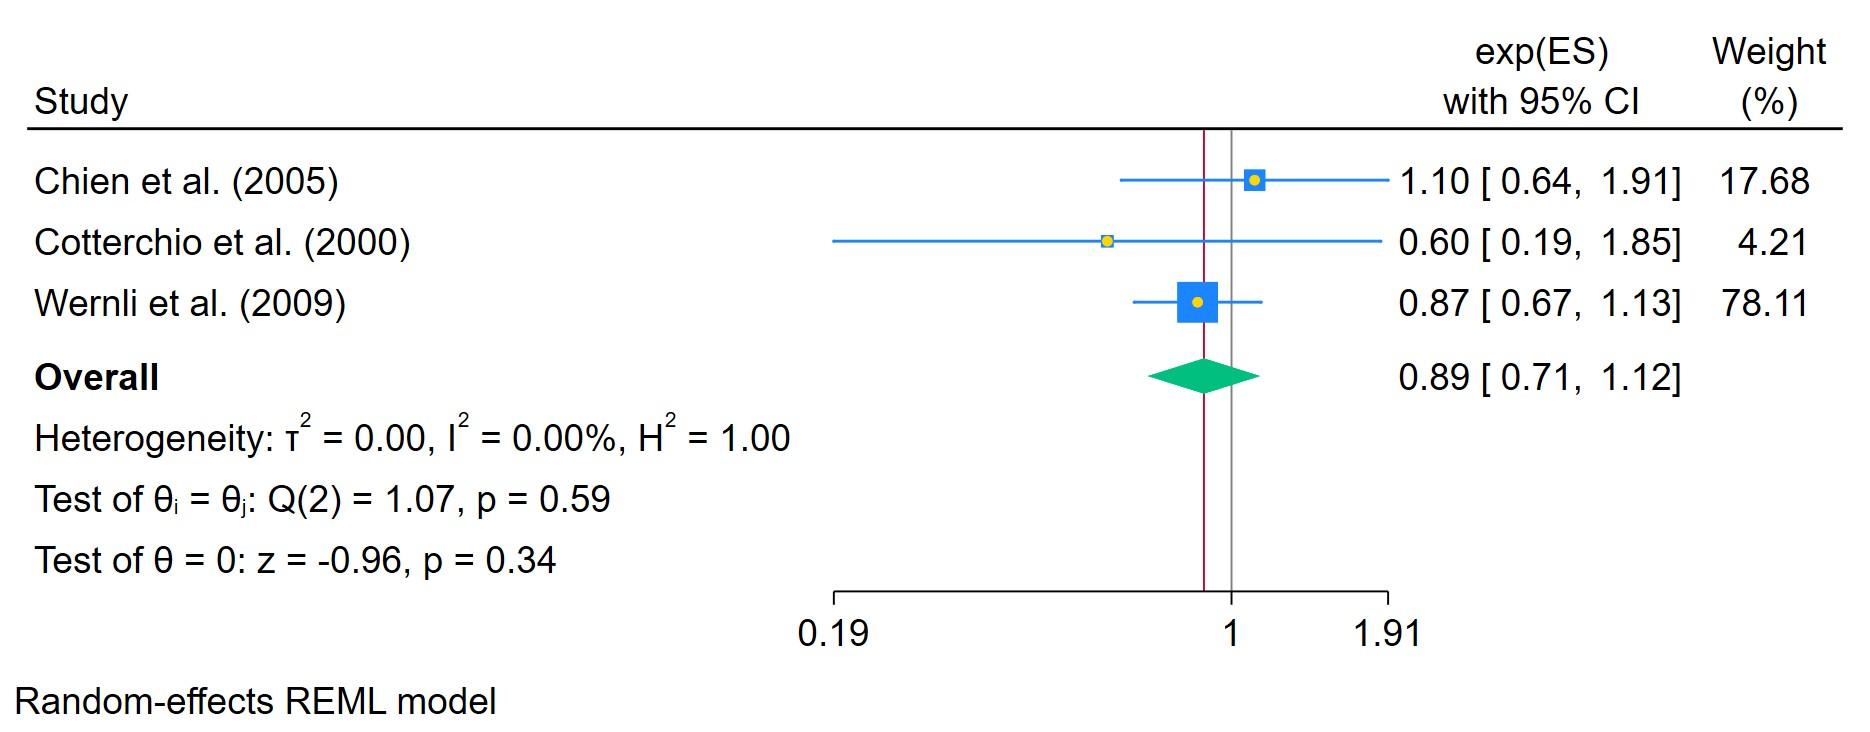 Study exp(ES) with 95% CI Weight (%)
Chien et al. (2005) 1.10 [ 0.64, 1.91] 17.68
Cotterchio et al. (2000) 0.60 [ 0.19, 1.85] 4.21
Wernli et al. (2009) 0.87 [ 0.67, 1.13] 78.11
Overall 0.89 [ 0.71, 1.12]
Heterogeneity: τ² = 0.00, I² = 0.00%, H² = 1.00
Test of θᵢ = θⱼ: Q(2) = 1.07, p = 0.59
Test of θ = 0: z = -0.96, p = 0.34
0.19 1 1.91
Random-effects REML model